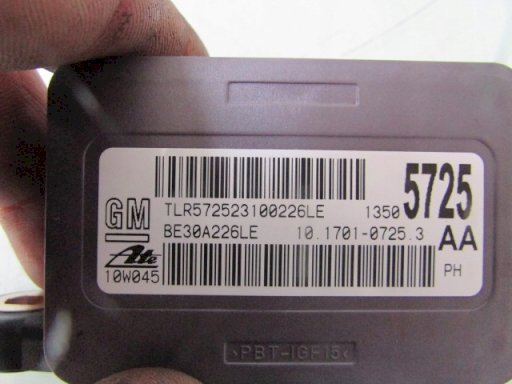 GM
TLR572523100226LE 1350 5725
BE30A226LE 10.1701-0725.3 AA
Ate
10W045 PH
>PBT-IGF15<